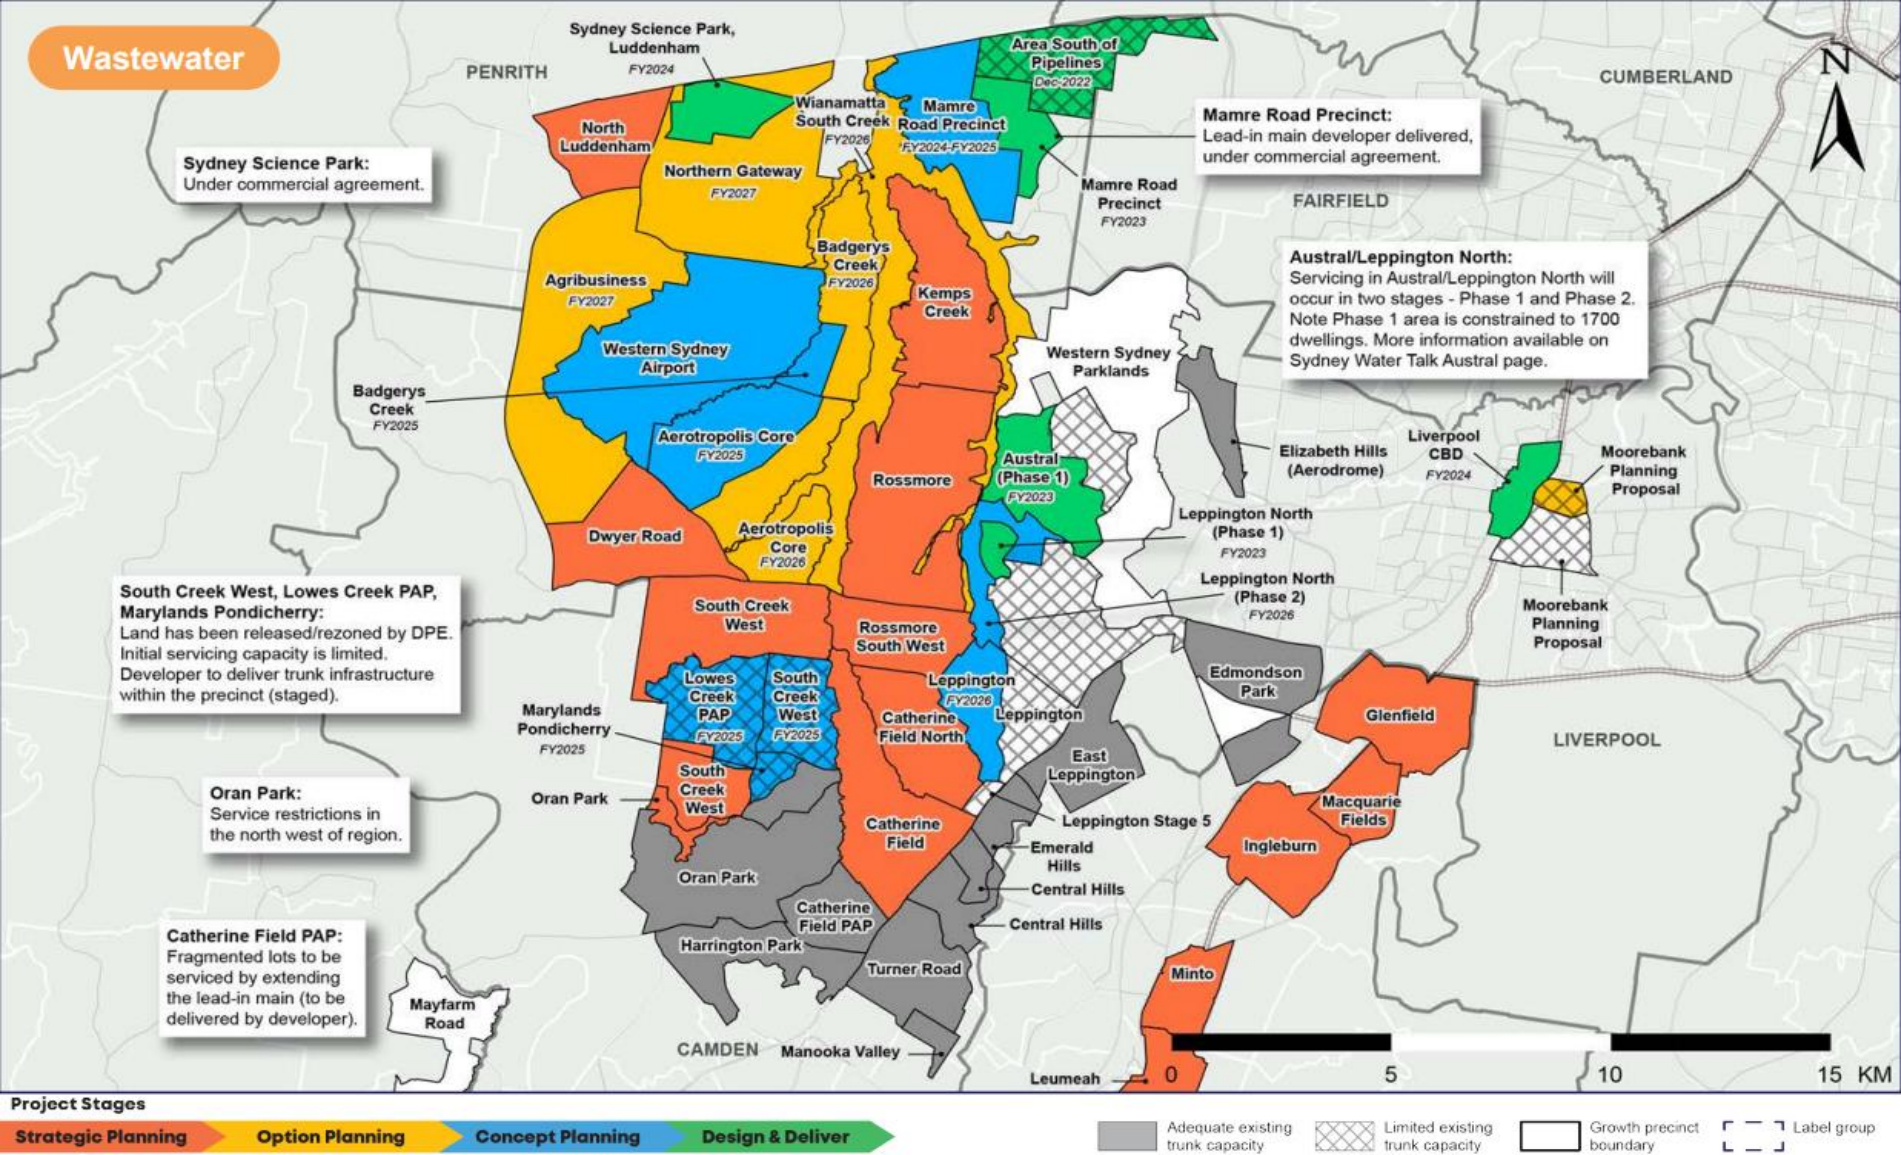 Wastewater
Sydney Science Park,
Luddenham
FY2024
PENRITH
CUMBERLAND
N
Area South of
Pipelines
Dec-2022
Wianamatta
South Creek
FY2026
Mamre
Road Precinct
FY2024-FY2025
North
Luddenham
Mamre Road Precinct:
Lead-in main developer delivered,
under commercial agreement.
Sydney Science Park:
Under commercial agreement.
Northern Gateway
FY2027
Mamre Road
Precinct
FY2023
FAIRFIELD
Badgerys
Creek
FY2026
Agribusiness
FY2027
Kemps
Creek
Austral/Leppington North:
Servicing in Austral/Leppington North will
occur in two stages - Phase 1 and Phase 2.
Note Phase 1 area is constrained to 1700
dwellings. More information available on
Sydney Water Talk Austral page.
Western Sydney
Airport
Western Sydney
Parklands
Badgerys
Creek
FY2025
Aerotropolis Core
FY2025
Elizabeth Hills
(Aerodrome)
Liverpool
CBD
FY2024
Moorebank
Planning
Proposal
Austral
(Phase 1)
FY2023
Rossmore
Leppington North
(Phase 1)
FY2023
Dwyer Road
Aerotropolis
Core
FY2026
Leppington North
(Phase 2)
FY2026
Moorebank
Planning
Proposal
South Creek West, Lowes Creek PAP,
Marylands Pondicherry:
Land has been released/rezoned by DPE.
Initial servicing capacity is limited.
Developer to deliver trunk infrastructure
within the precinct (staged).
South Creek
West
Rossmore
South West
Lowes
Creek
PAP
FY2025
South
Creek
West
FY2025
Leppington
FY2026
Edmondson
Park
Marylands
Pondicherry
FY2025
Catherine
Field North
Leppington
Glenfield
LIVERPOOL
East
Leppington
South
Creek
West
Oran Park
Oran Park:
Service restrictions in
the north west of region.
Macquarie
Fields
Catherine
Field
Leppington Stage 5
Ingleburn
Emerald
Hills
Oran Park
Central Hills
Catherine
Field PAP
Central Hills
Catherine Field PAP:
Fragmented lots to be
serviced by extending
the lead-in main (to be
delivered by developer).
Harrington Park
Turner Road
Minto
Mayfarm
Road
CAMDEN
Manooka Valley
Leumeah
0 5 10 15 KM
Project Stages
Strategic Planning
Option Planning
Concept Planning
Design & Deliver
Adequate existing
trunk capacity
Limited existing
trunk capacity
Growth precinct
boundary
Label group